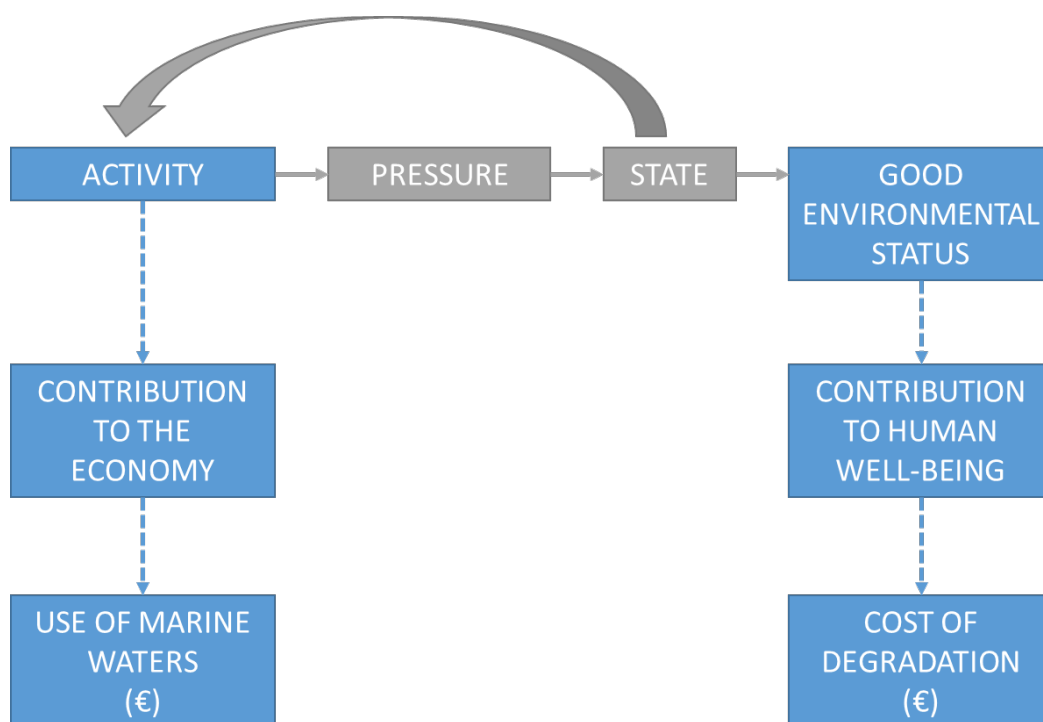 ACTIVITY
PRESSURE
STATE
GOOD
ENVIRONMENTAL
STATUS
CONTRIBUTION
TO THE
ECONOMY
CONTRIBUTION
TO HUMAN
WELL-BEING
USE OF MARINE
WATERS
(€)
COST OF
DEGRADATION
(€)